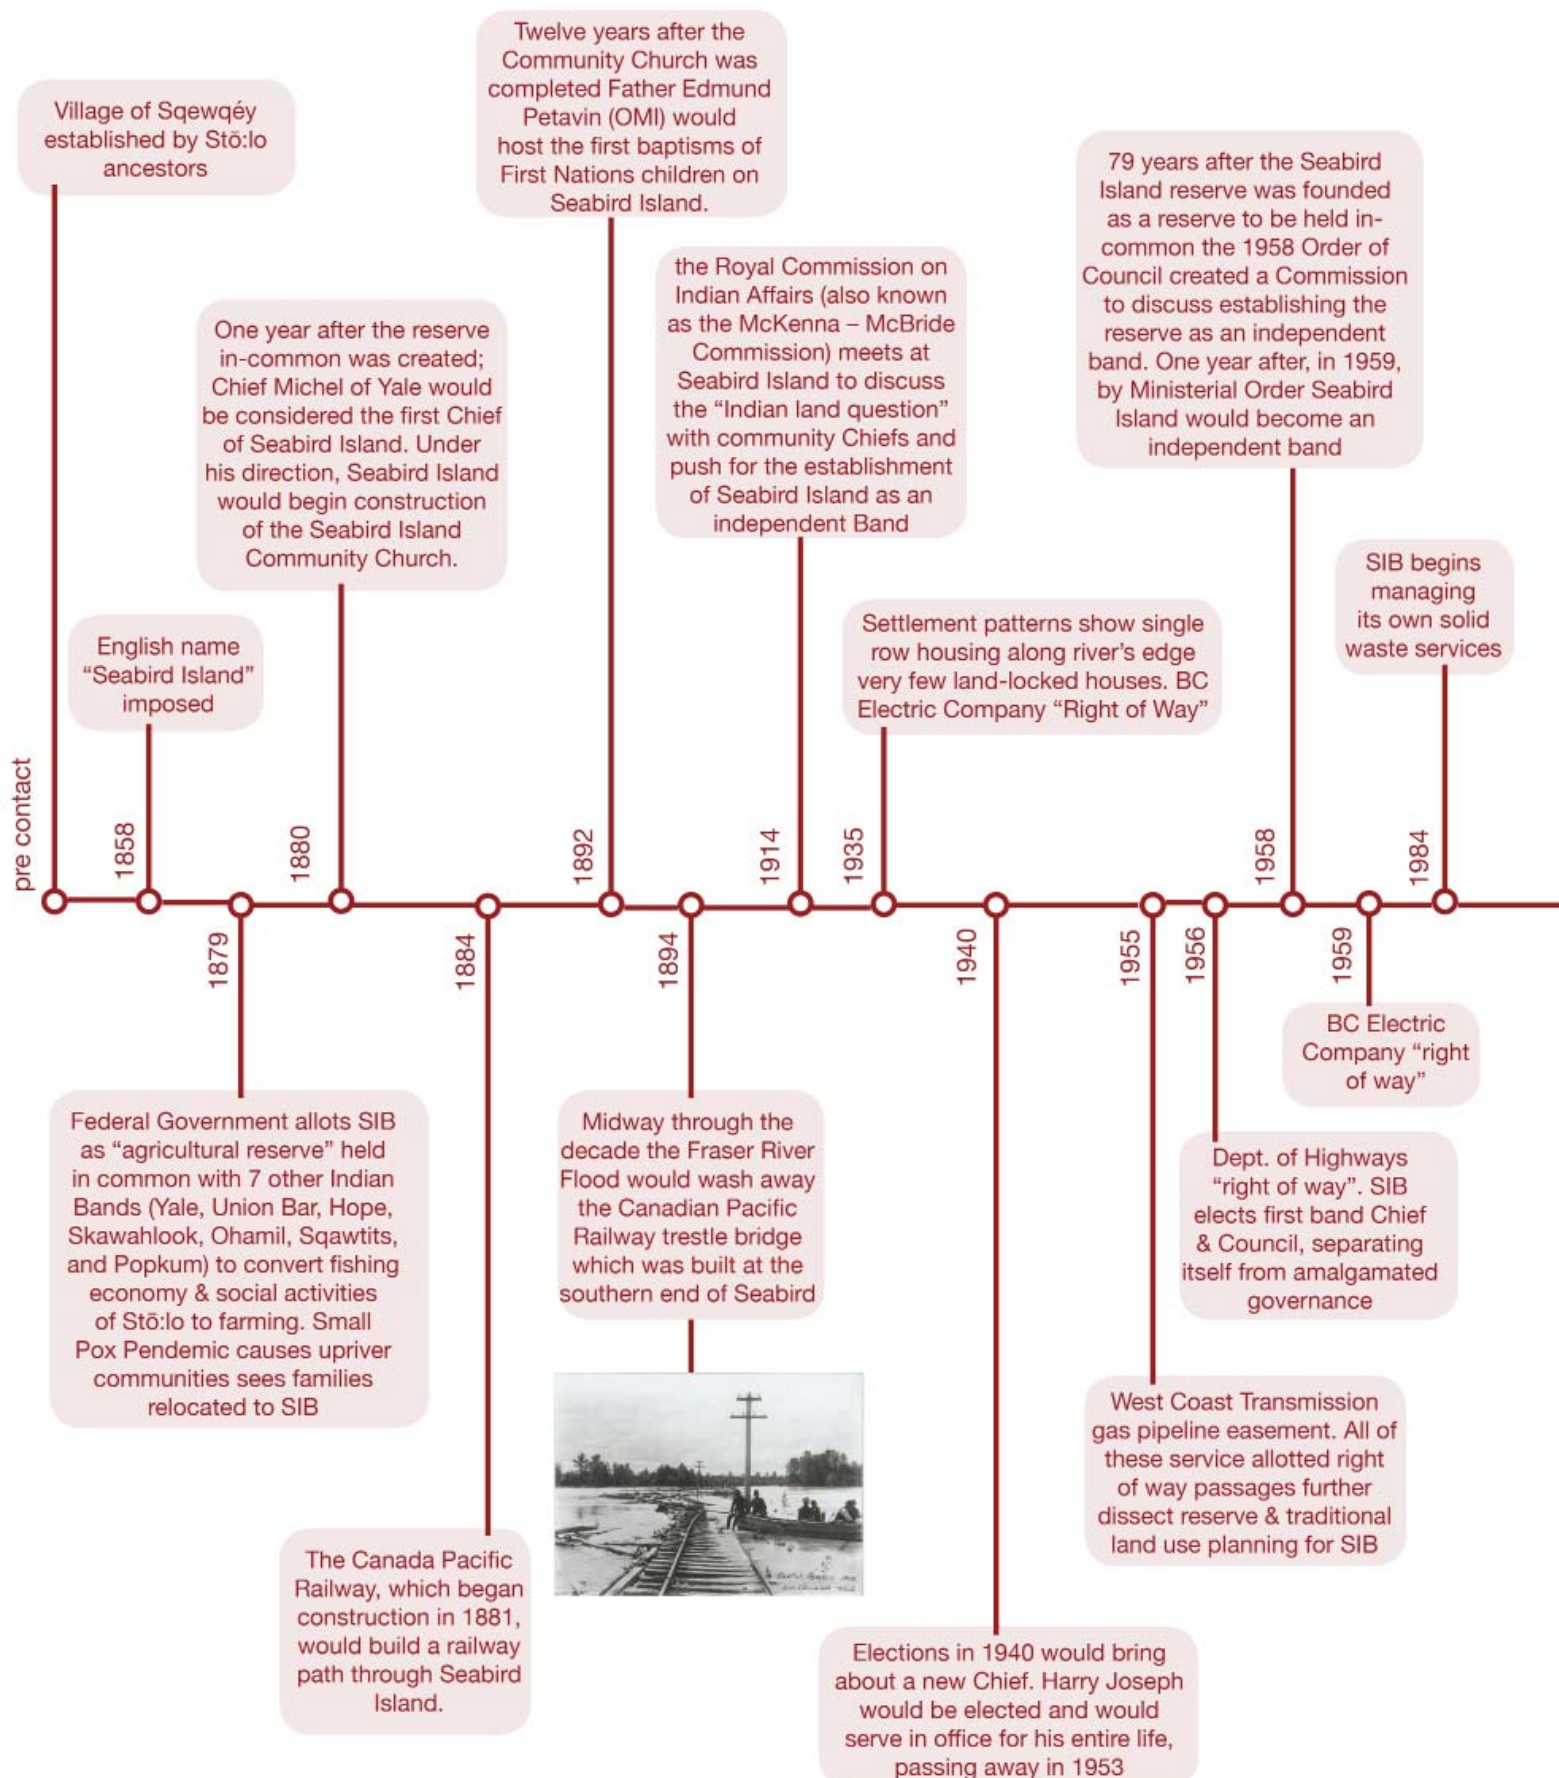 Village of Sqewqéy
established by Stō:lo
ancestors
pre contact
English name
“Seabird Island”
imposed
1858
Federal Government allots SIB
as “agricultural reserve” held
in common with 7 other Indian
Bands (Yale, Union Bar, Hope,
Skawahlook, Ohamil, Sqawtits,
and Popkum) to convert fishing
economy & social activities
of Stō:lo to farming. Small
Pox Pendemic causes upriver
communities sees families
relocated to SIB
1879
One year after the reserve
in-common was created;
Chief Michel of Yale would
be considered the first Chief
of Seabird Island. Under
his direction, Seabird Island
would begin construction
of the Seabird Island
Community Church.
1880
1884
The Canada Pacific
Railway, which began
construction in 1881,
would build a railway
path through Seabird
Island.
Twelve years after the
Community Church was
completed Father Edmund
Petavin (OMI) would
host the first baptisms of
First Nations children on
Seabird Island.
1892
1894
Midway through the
decade the Fraser River
Flood would wash away
the Canadian Pacific
Railway trestle bridge
which was built at the
southern end of Seabird
the Royal Commission on
Indian Affairs (also known
as the McKenna – McBride
Commission) meets at
Seabird Island to discuss
the “Indian land question”
with community Chiefs and
push for the establishment
of Seabird Island as an
independent Band
1914
Settlement patterns show single
row housing along river’s edge
very few land-locked houses. BC
Electric Company “Right of Way”
1935
1940
Elections in 1940 would bring
about a new Chief. Harry Joseph
would be elected and would
serve in office for his entire life,
passing away in 1953
1955
West Coast Transmission
gas pipeline easement. All of
these service allotted right
of way passages further
dissect reserve & traditional
land use planning for SIB
1956
Dept. of Highways
“right of way”. SIB
elects first band Chief
& Council, separating
itself from amalgamated
governance
79 years after the Seabird
Island reserve was founded
as a reserve to be held in-
common the 1958 Order of
Council created a Commission
to discuss establishing the
reserve as an independent
band. One year after, in 1959,
by Ministerial Order Seabird
Island would become an
independent band
1958
1959
BC Electric
Company “right
of way”
SIB begins
managing
its own solid
waste services
1984